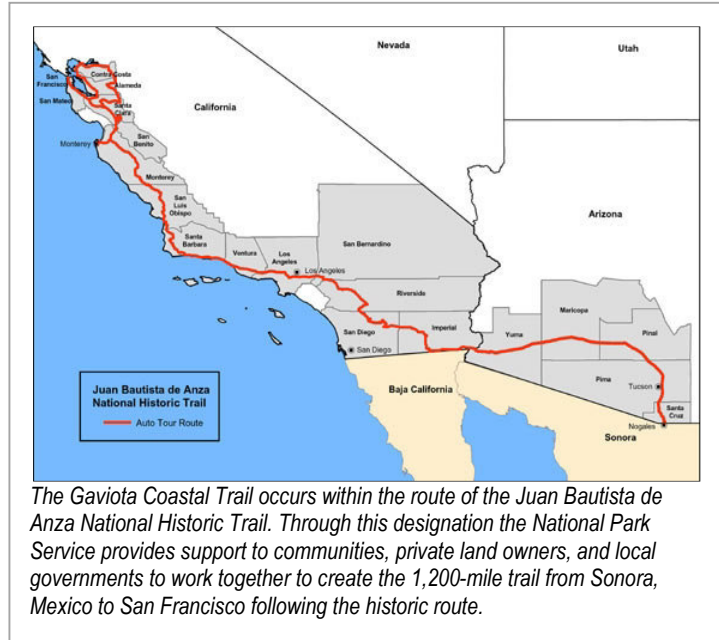 Nevada
Utah
California
Arizona
San
Francisco
Contra Costa
Alameda
San Mateo
Santa
Clara
San
Benito
Monterey
Monterey
San
Luis
Obispo
Santa
Barbara
Ventura
Los
Angeles
Los Angeles
San Bernardino
Riverside
San Diego
San Diego
Imperial
Yuma
Maricopa
Pinal
Pima
Tucson
Santa
Cruz
Nogales
Baja California
Sonora
Juan Bautista de Anza
National Historic Trail
Auto Tour Route
The Gaviota Coastal Trail occurs within the route of the Juan Bautista de
Anza National Historic Trail. Through this designation the National Park
Service provides support to communities, private land owners, and local
governments to work together to create the 1,200-mile trail from Sonora,
Mexico to San Francisco following the historic route.